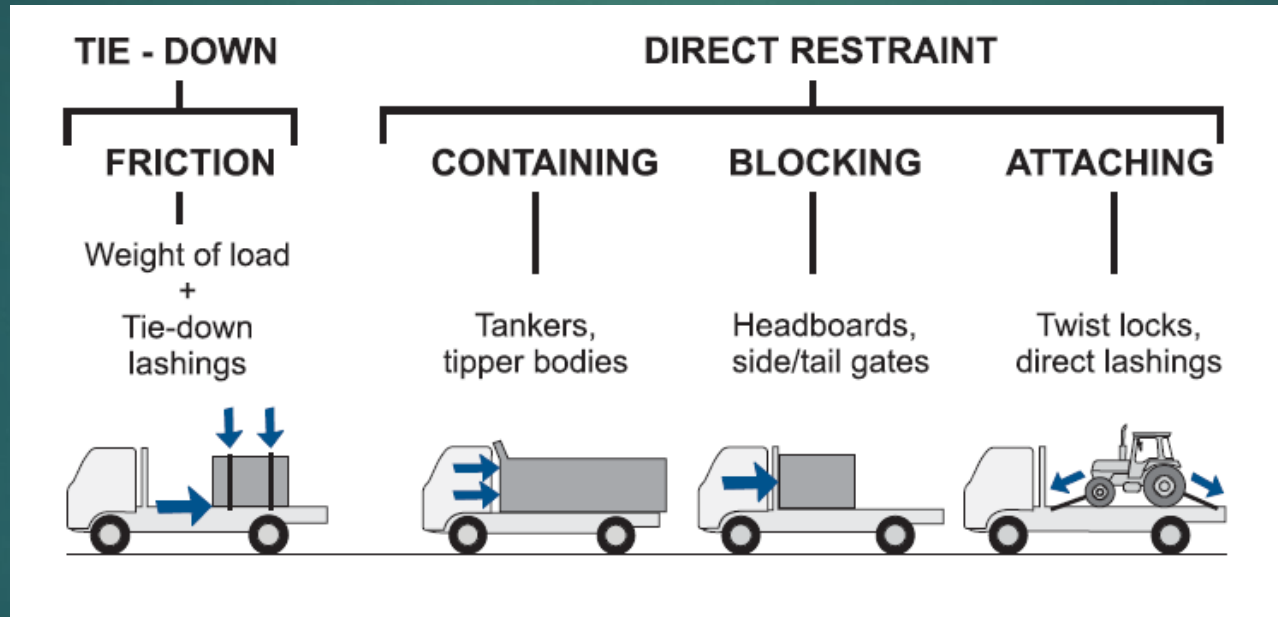 TIE - DOWN
FRICTION
Weight of load
+
Tie-down
lashings
DIRECT RESTRAINT
CONTAINING
Tankers,
tipper bodies
BLOCKING
Headboards,
side/tail gates
ATTACHING
Twist locks,
direct lashings